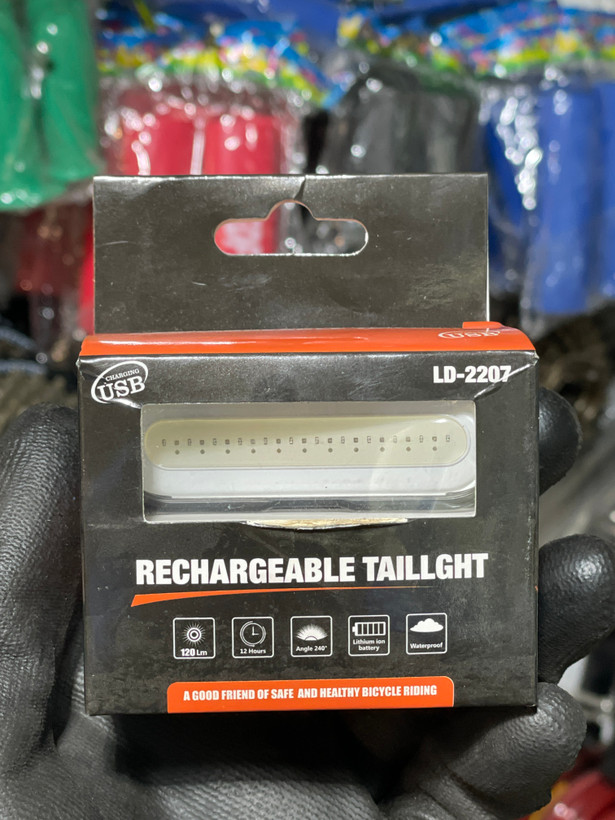 USB
CHARGING
USB
LD-2207
RECHARGEABLE TAILLGHT
120 Lm
12 Hours
Angle 240°
Lithium ion
battery
Waterproof
A GOOD FRIEND OF SAFE AND HEALTHY BICYCLE RIDING